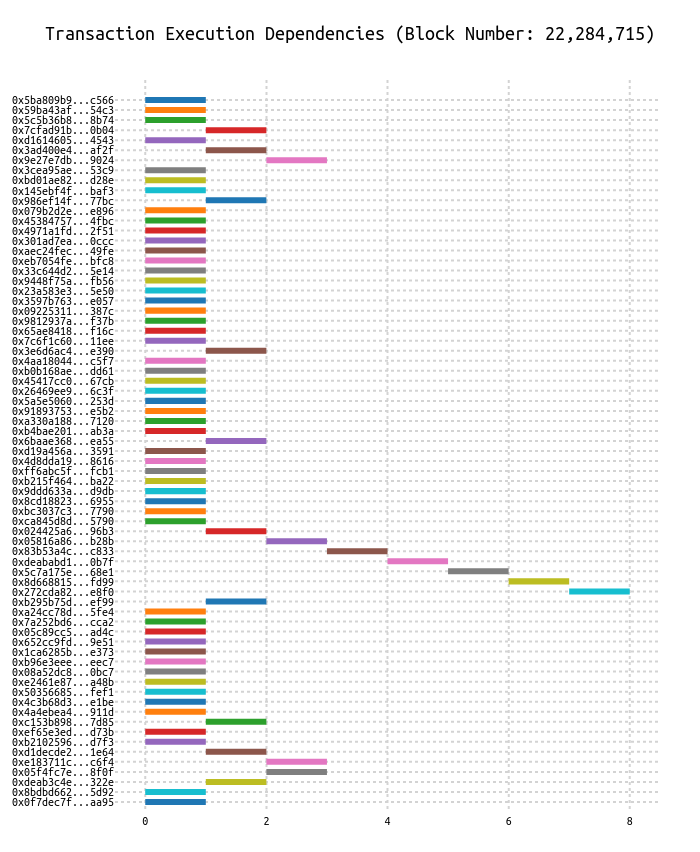 Transaction Execution Dependencies (Block Number: 22,284,715)
0x5ba809b9...c566
0x59ba43af...54c3
0x5c5b36b8...8b74
0x7cfad91b...0b04
0xd1614605...4543
0x3ad400e4...af2f
0x9e27e7db...9024
0x3cea95ae...53c9
0xbd01ae82...d28e
0x145ebf4f...baf3
0x986ef14f...77bc
0x079b2d2e...e896
0x45384757...4fbc
0x4971a1fd...2f51
0x301ad7ea...0ccc
0xaec24fec...49fe
0xeb7054fe...bfc8
0x33c644d2...5e14
0x9448f75a...fb56
0x23a583e3...5e50
0x3597b763...e057
0x09225311...387c
0x9812937a...f37b
0x65ae8418...f16c
0x7c6f1c60...11ee
0x3e6d6ac4...e390
0x4aa18044...c5f7
0xb0b168ae...dd61
0x45417cc0...67cb
0x26469ee9...6c3f
0x5a5e5060...253d
0x91893753...e5b2
0xa330a188...7120
0xb4bae201...ab3a
0x6baae368...ea55
0xd19a456a...3591
0x4d8dda19...8616
0xff6abc5f...fcb1
0xb215f464...ba22
0x9ddd633a...d9db
0x8cd18823...6955
0xbc3037c3...7790
0xca845d8d...5790
0x024425a6...96b3
0x05816a86...b28b
0x83b53a4c...c833
0xdeababd1...0b7f
0x5c7a175e...68e1
0x8d668815...fd99
0x272cda82...e8f0
0xb295b75d...ef99
0xa24cc78d...5fe4
0x7a252bd6...cca2
0x05c89cc5...ad4c
0x652cc9fd...9e51
0x1ca6285b...e373
0xb96e3eee...eec7
0x08a52dc8...0bc7
0xe2461e87...a48b
0x50356685...fef1
0x4c3b68d3...e1be
0x4a4ebea4...911d
0xc153b898...7d85
0xef65e3ed...d73b
0xb2102596...d7f3
0xd1decde2...1e64
0xe183711c...c6f4
0x05f4fc7e...8f0f
0xdeab3c4e...322e
0x8bdbd662...5d92
0x0f7dec7f...aa95
0 2 4 6 8